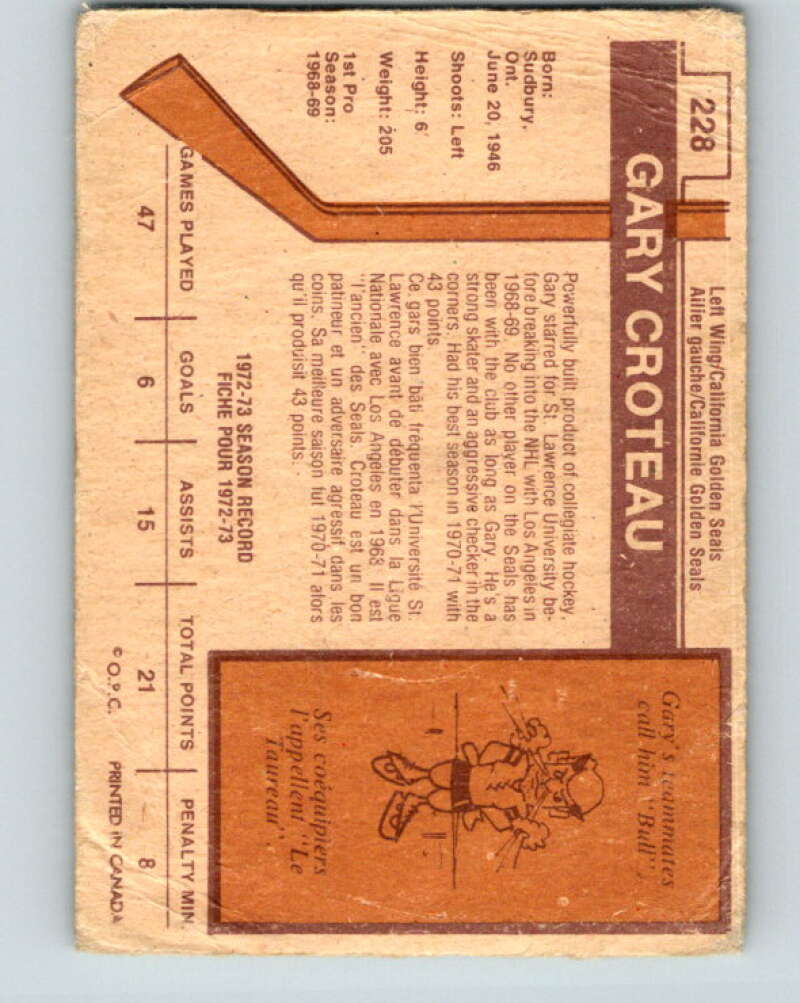 228
Left Wing/California Golden Seals
Ailier gauche/Californie Golden Seals
GARY CROTEAU
Born:
Sudbury,
Ont.
June 20, 1946
Shoots: Left
Height: 6'
Weight: 205
1st Pro
Season:
1968-69
Powerfully built product of collegiate hockey,
Gary starred for St. Lawrence University be-
fore breaking into the NHL with Los Angeles in
1968-69. No other player on the Seals has
been with the club as long as Gary. He's a
strong skater and an aggressive checker in the
corners. Had his best season in 1970-71 with
43 points.
Ce gars bien bâti fréquenta l'Université St.
Lawrence avant de débuter dans la Ligue
Nationale avec Los Angeles en 1968. Il est
"l'ancien" des Seals. Croteau est un bon
patineur et un adversaire agressif dans les
coins. Sa meilleure saison fut 1970-71 alors
qu'il produisit 43 points.
Gary's teammates
call him "Bull"
Ses coéquipiers
l'appellent "Le
Taureau".
1972-73 SEASON RECORD
FICHE POUR 1972-73
GAMES PLAYED GOALS ASSISTS TOTAL POINTS PENALTY MIN.
47 6 15 21 8
© O.P.C. PRINTED IN CANADA